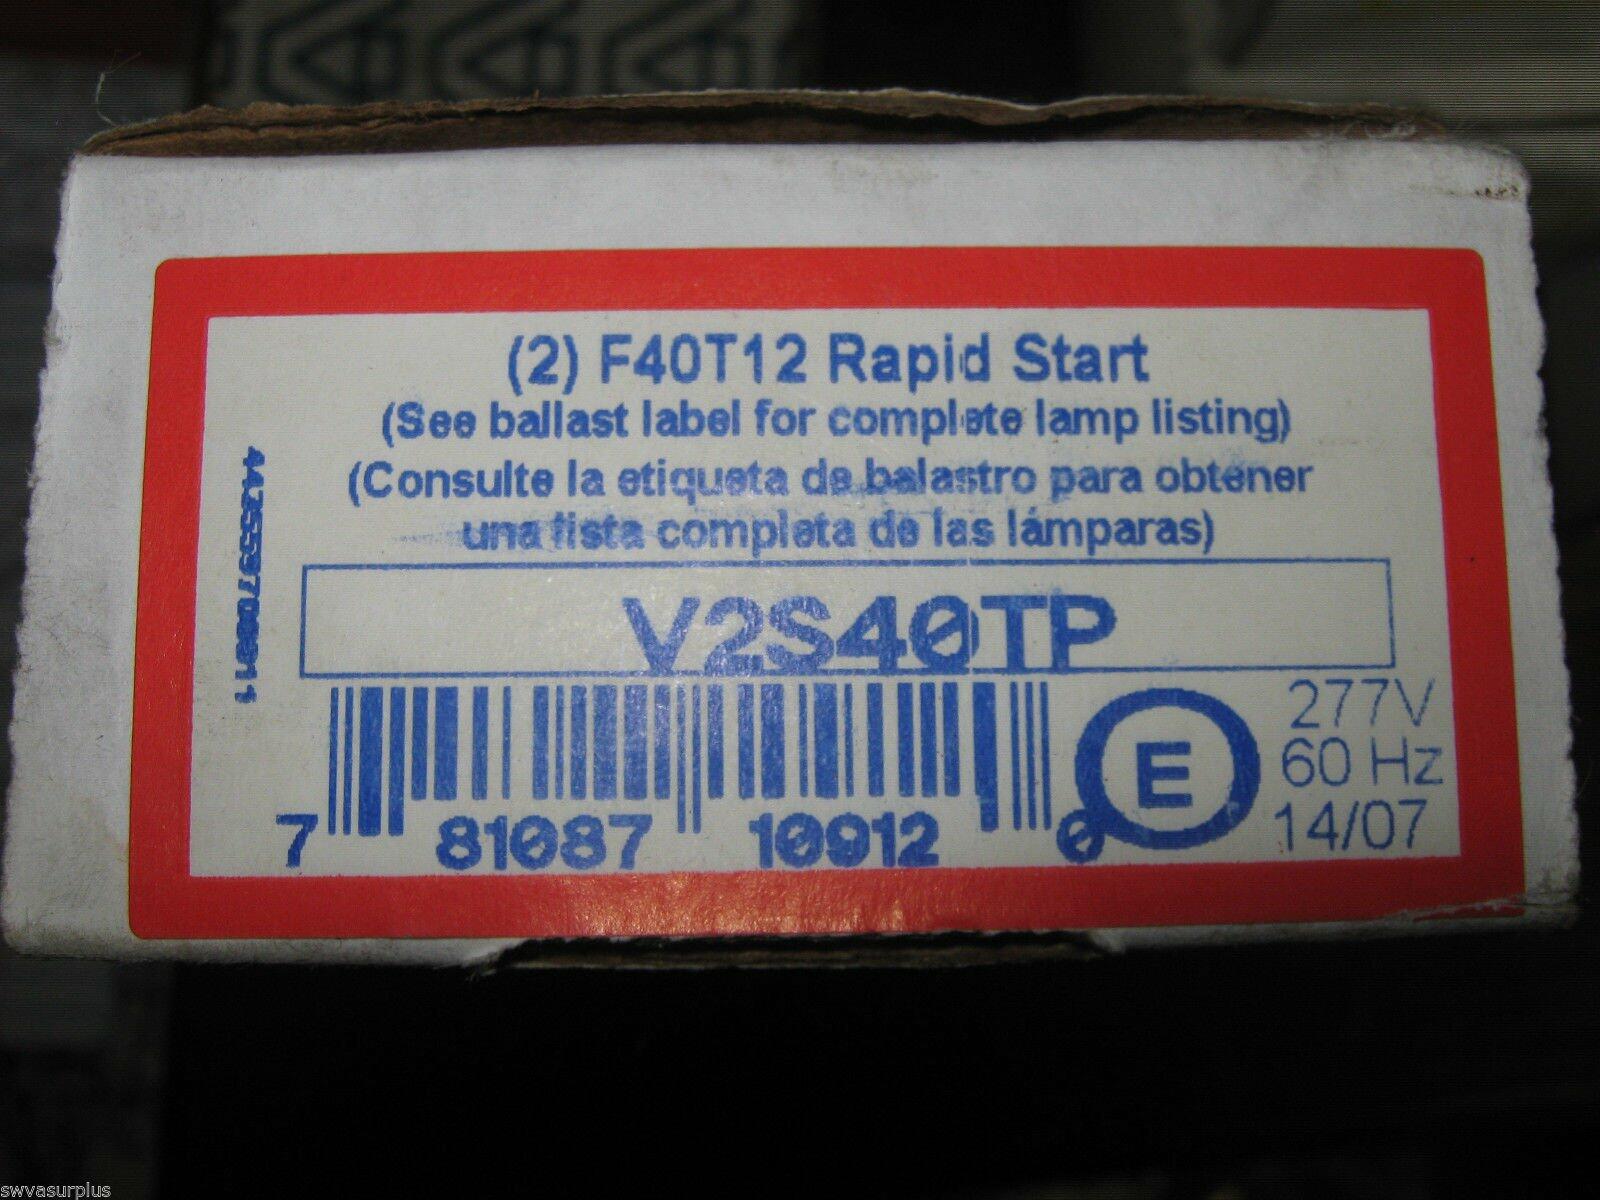 (2) F40T12 Rapid Start
(See ballast label for complete lamp listing)
(Consulte la etiqueta de balastro para obtener
una lista completa de las lámparas)
V2S40TP
277V
60 Hz
14/07
E
7 81087 10912 0
swvasurplus